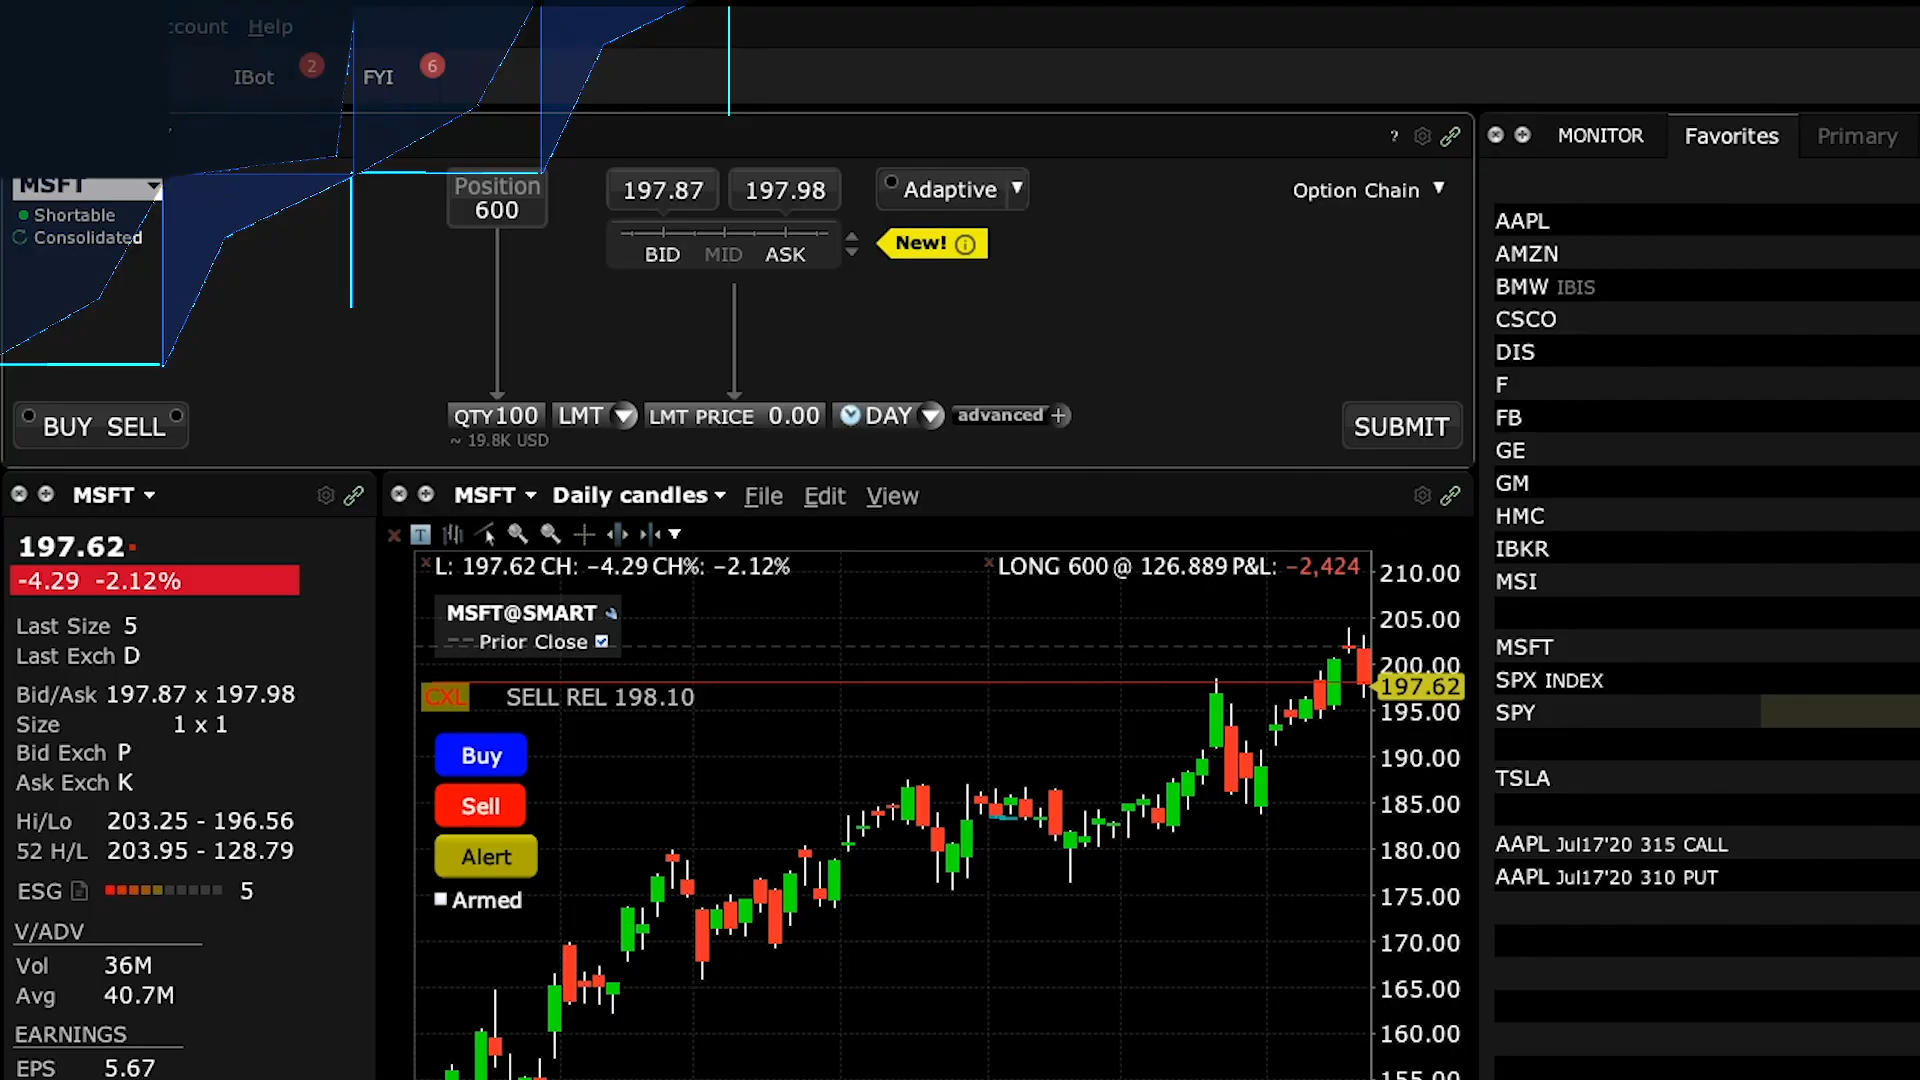 Help
IBot 2 FYI 6
? MONITOR Favorites Primary
MSFT
Shortable
Consolidated
Position
600
197.87 197.98
BID MID ASK
Adaptive
New!
Option Chain
BUY SELL
QTY 100 LMT LMT PRICE 0.00 DAY advanced +
~ 19.8K USD
SUBMIT
MSFT
197.62
-4.29 -2.12%
Last Size 5
Last Exch D
Bid/Ask 197.87 x 197.98
Size 1 x 1
Bid Exch P
Ask Exch K
Hi/Lo 203.25 - 196.56
52 H/L 203.95 - 128.79
ESG 5
V/ADV
Vol 36M
Avg 40.7M
EARNINGS
EPS 5.67
MSFT Daily candles File Edit View
L: 197.62 CH: −4.29 CH%: −2.12%
LONG 600 @ 126.889 P&L: −2,424
MSFT@SMART
Prior Close
CXL SELL REL 198.10
Buy
Sell
Alert
Armed
210.00
205.00
200.00
197.62
195.00
190.00
185.00
180.00
175.00
170.00
165.00
160.00
155.00
AAPL
AMZN
BMW IBIS
CSCO
DIS
F
FB
GE
GM
HMC
IBKR
MSI
MSFT
SPX INDEX
SPY
TSLA
AAPL Jul17'20 315 CALL
AAPL Jul17'20 310 PUT